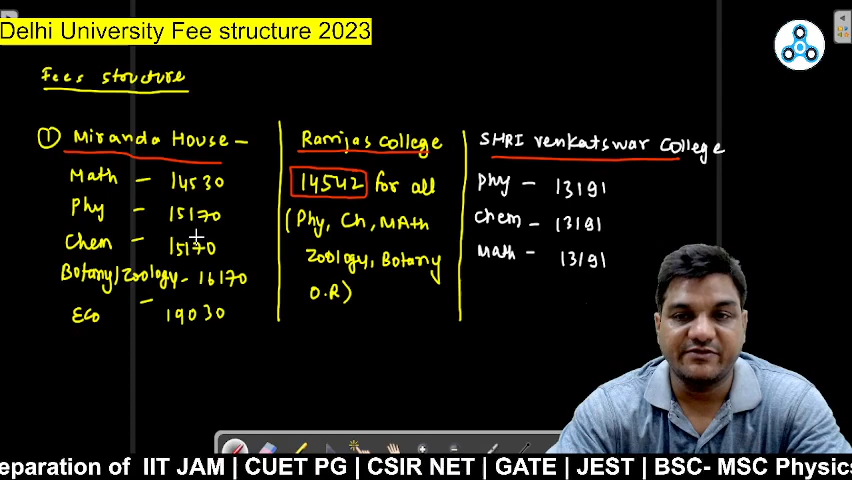 Delhi University Fee structure 2023
Fees structure
① Miranda House -
Math - 14530
Phy - 15170
Chem - 15170
Botany/Zoology - 16170
Eco - 19030
Ramjas college
14542 for all
(Phy, Ch, MAth
Zoology, Botany
O.R)
SHRI venkatswar college
Phy - 13191
Chem - 13191
Math - 13191
eparation of IIT JAM | CUET PG | CSIR NET | GATE | JEST | BSC- MSC Physics